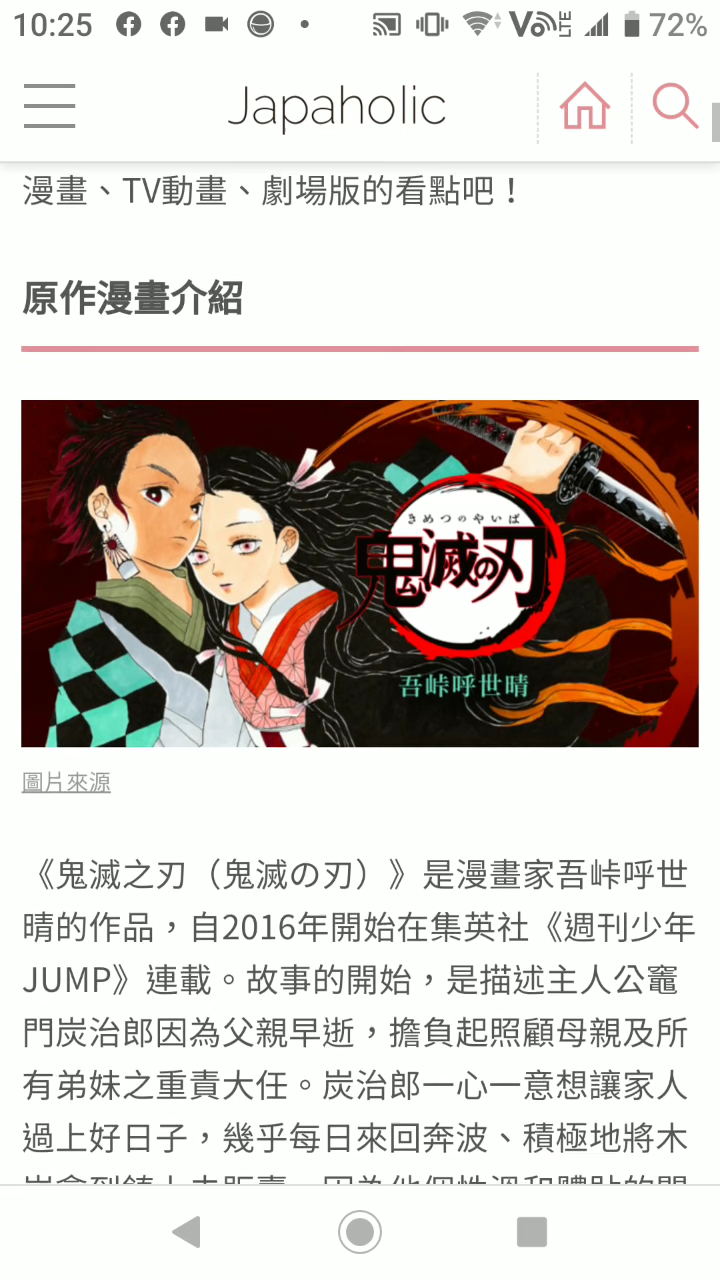 10:25
VoLTE
72%
Japaholic
漫畫、TV動畫、劇場版的看點吧！
原作漫畫介紹
きめつのやいば
鬼滅の刃
吾峠呼世晴
圖片來源
《鬼滅之刃（鬼滅の刃）》是漫畫家吾峠呼世
晴的作品，自2016年開始在集英社《週刊少年
JUMP》連載。故事的開始，是描述主人公竈
門炭治郎因為父親早逝，擔負起照顧母親及所
有弟妹之重責大任。炭治郎一心一意想讓家人
過上好日子，幾乎每日來回奔波、積極地將木